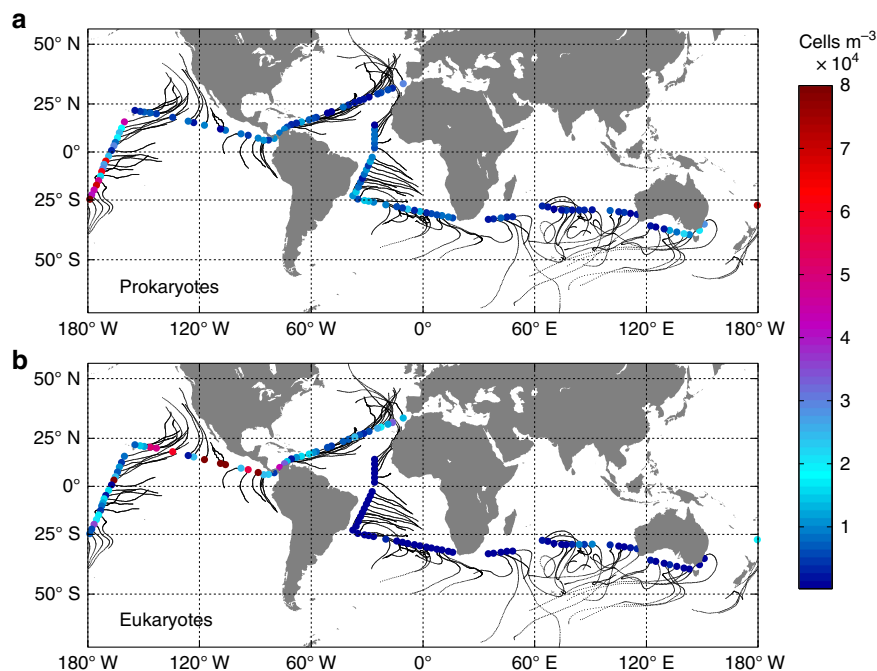 a
50° N
25° N
0°
25° S
50° S
Prokaryotes
180° W 120° W 60° W 0° 60° E 120° E 180° W
b
50° N
25° N
0°
25° S
50° S
Eukaryotes
180° W 120° W 60° W 0° 60° E 120° E 180° W
Cells m⁻³
× 10⁴
8
7
6
5
4
3
2
1